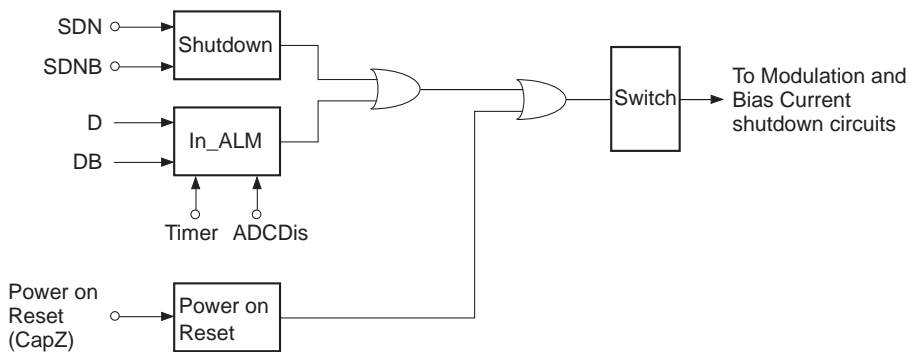 SDN
SDNB
Shutdown
D
DB
In_ALM
Timer
ADCDis
Power on
Reset
(CapZ)
Power on
Reset
Switch
To Modulation and
Bias Current
shutdown circuits